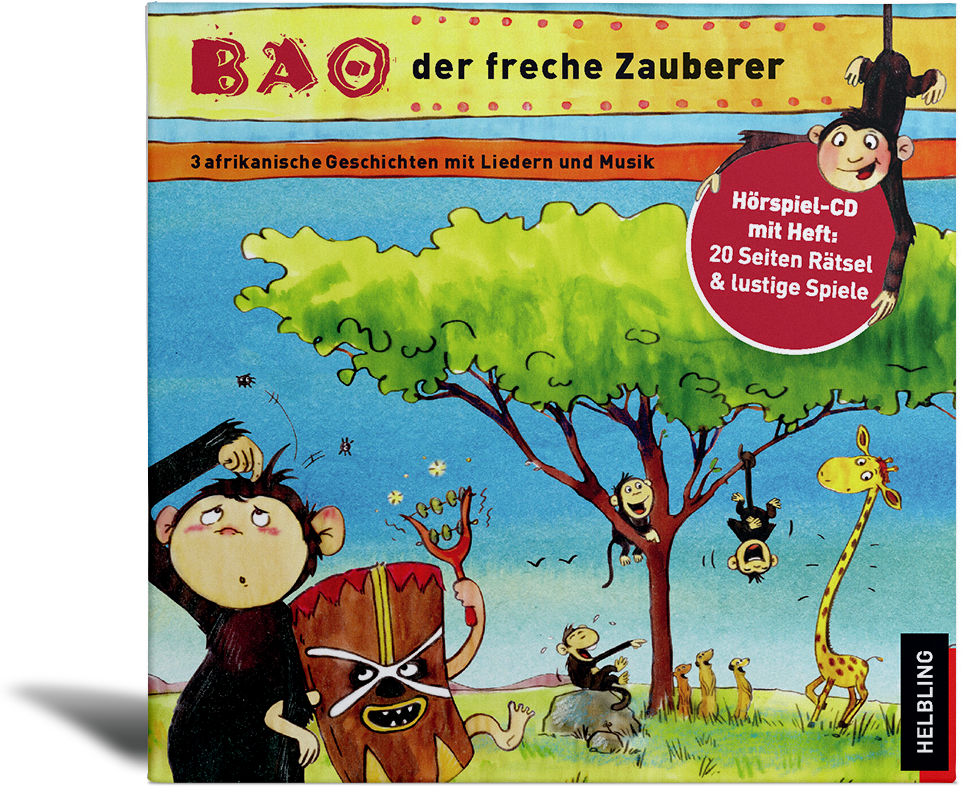 BAO der freche Zauberer
3 afrikanische Geschichten mit Liedern und Musik
Hörspiel-CD
mit Heft:
20 Seiten Rätsel
& lustige Spiele
HELBLING